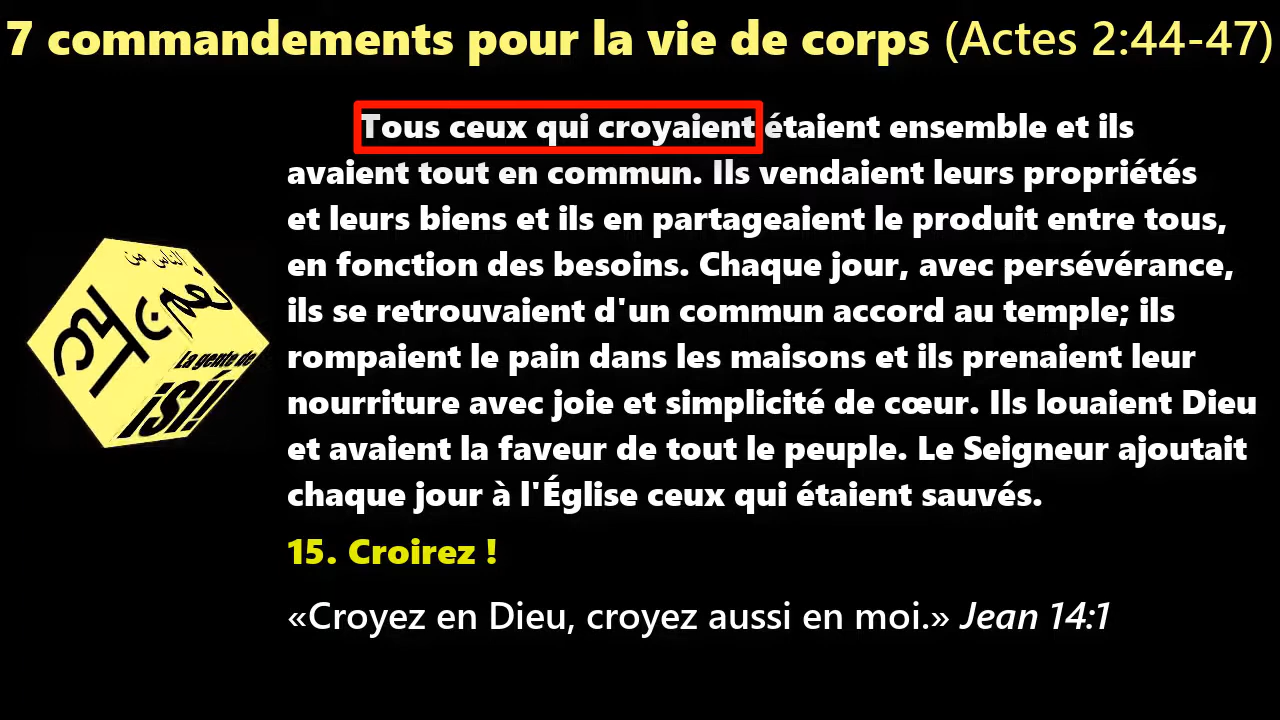 7 commandements pour la vie de corps (Actes 2:44-47)
Tous ceux qui croyaient étaient ensemble et ils
avaient tout en commun. Ils vendaient leurs propriétés
et leurs biens et ils en partageaient le produit entre tous,
en fonction des besoins. Chaque jour, avec persévérance,
ils se retrouvaient d'un commun accord au temple; ils
rompaient le pain dans les maisons et ils prenaient leur
nourriture avec joie et simplicité de cœur. Ils louaient Dieu
et avaient la faveur de tout le peuple. Le Seigneur ajoutait
chaque jour à l'Église ceux qui étaient sauvés.
الناس من
نعم
La gente de
¡SÍ!
15. Croirez !
«Croyez en Dieu, croyez aussi en moi.» Jean 14:1